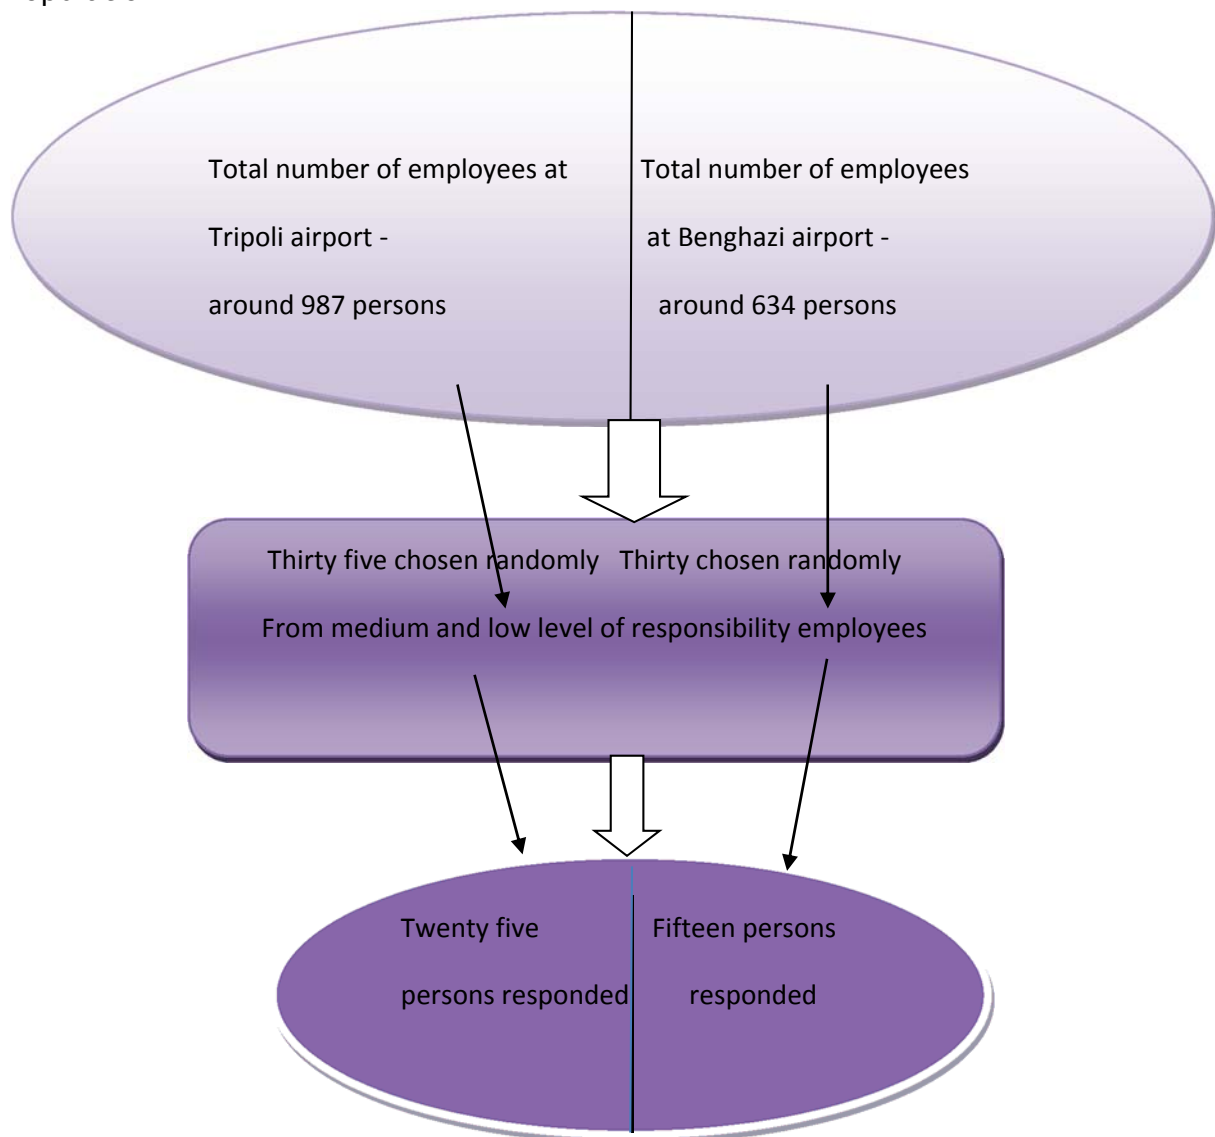 Total number of employees at
Tripoli airport -
around 987 persons
Total number of employees
at Benghazi airport -
around 634 persons
Thirty five chosen randomly Thirty chosen randomly
From medium and low level of responsibility employees
Twenty five
persons responded
Fifteen persons
responded